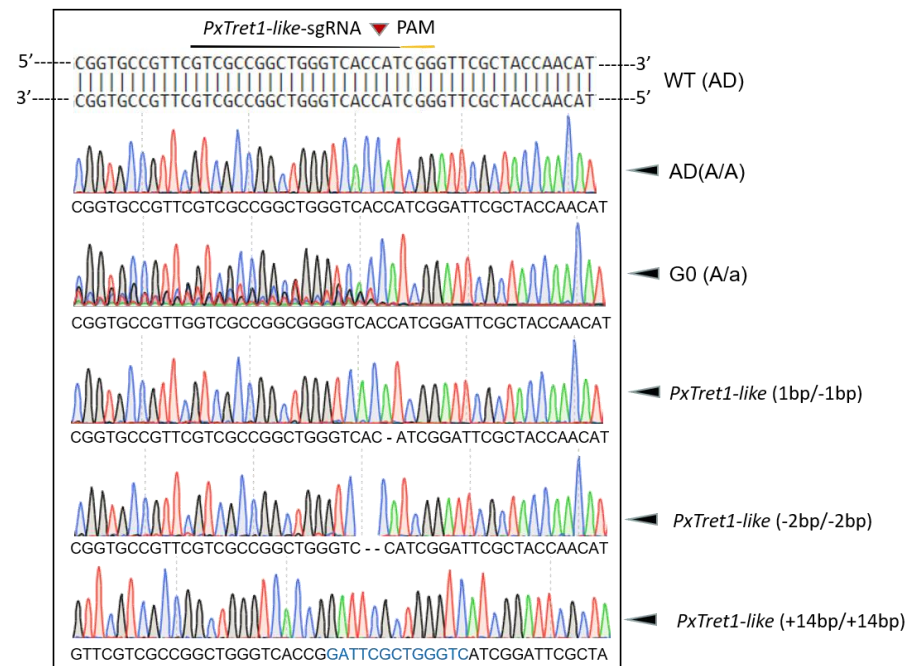 PxTret1-like-sgRNA PAM
5’-----CGGTGCCGTTCGTCGCCGGCTGGGTCACCATCGGGTTCGCTACCAACAT-----3’
WT (AD)
3’-----CGGTGCCGTTCGTCGCCGGCTGGGTCACCATCGGGTTCGCTACCAACAT-----5’
AD(A/A)
CGGTGCCGTTCGTCGCCGGCTGGGTCACCATCGGATTCGCTACCAACAT
G0 (A/a)
CGGTGCCGTTGGTCGCCGGCGGGGTCACCATCGGATTCGCTACCAACAT
PxTret1-like (1bp/-1bp)
CGGTGCCGTTCGTCGCCGGCTGGGTCAC-ATCGGATTCGCTACCAACAT
PxTret1-like (-2bp/-2bp)
CGGTGCCGTTCGTCGCCGGCTGGGTC--CATCGGATTCGCTACCAACAT
PxTret1-like (+14bp/+14bp)
GTTCGTCGCCGGCTGGGTCACCGGATTCGCTGGGTCATCGGATTCGCTA